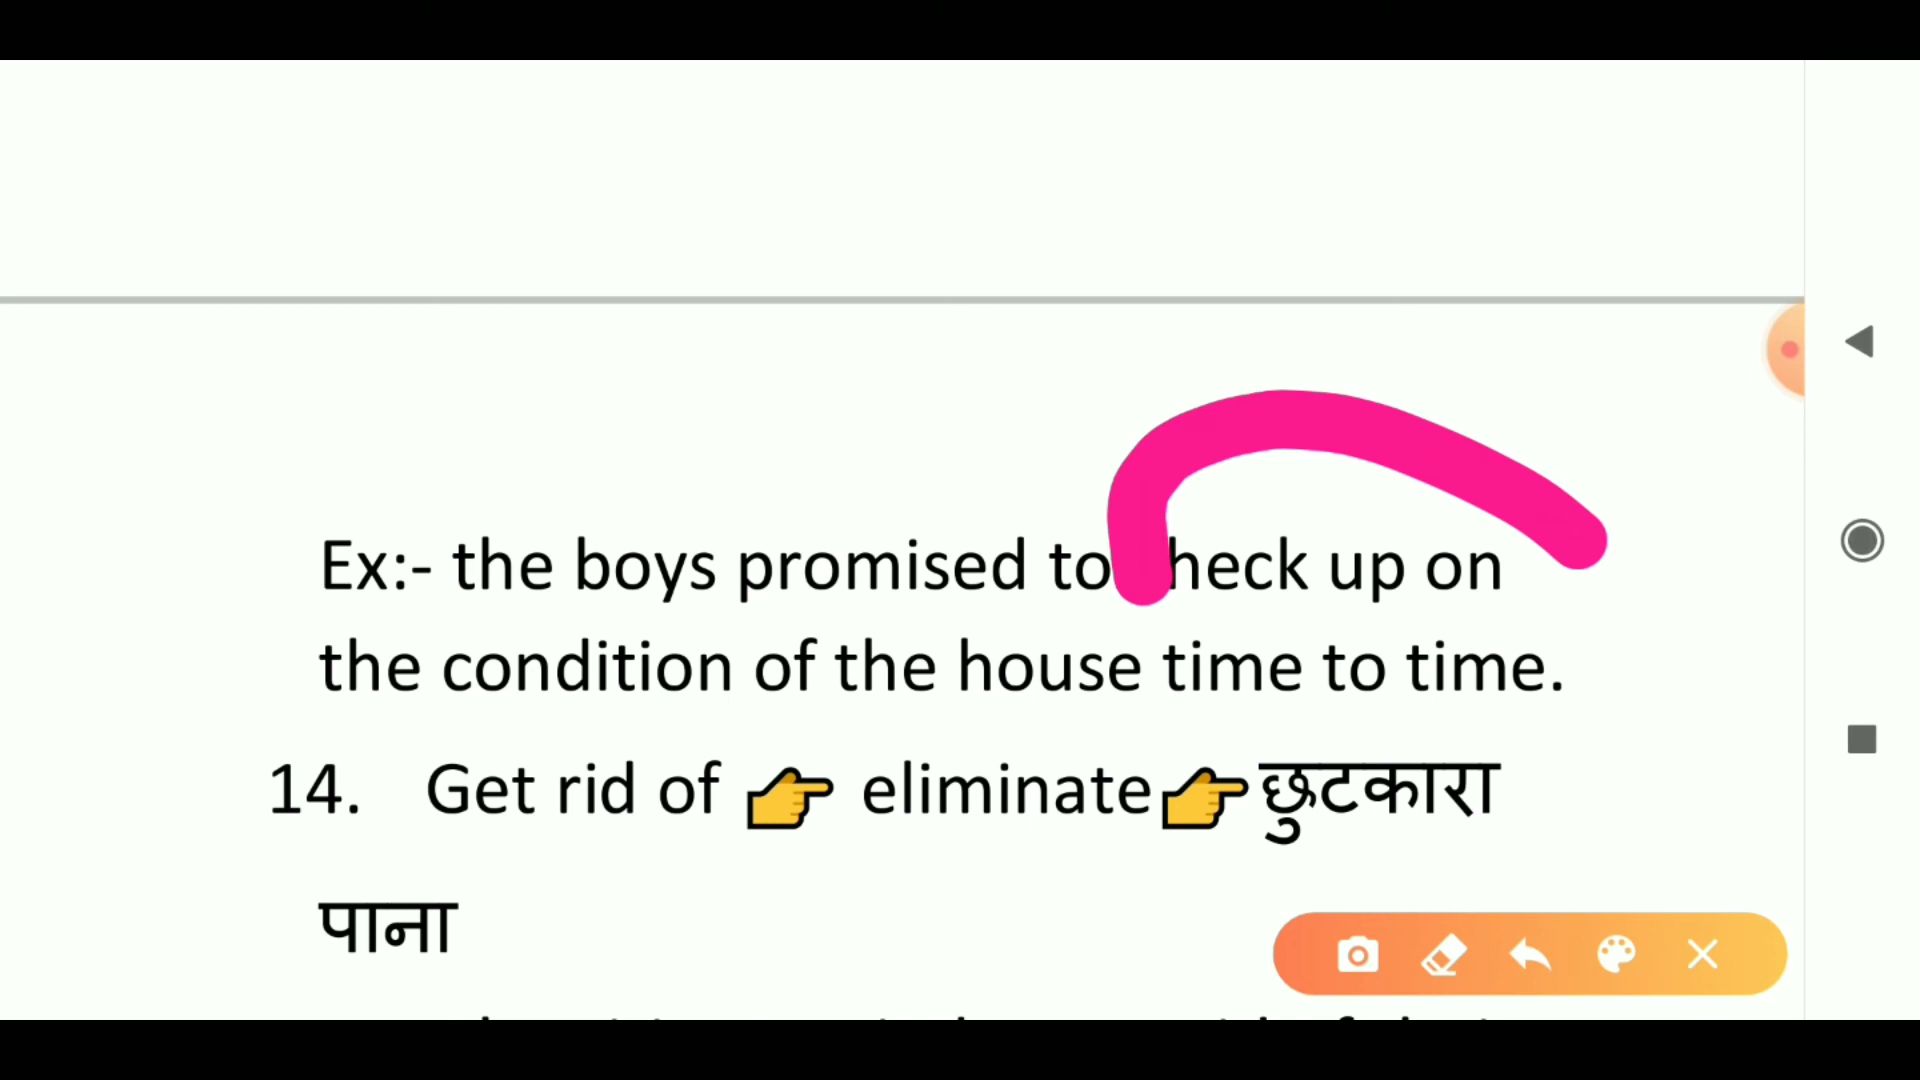 Ex:- the boys promised to heck up on
the condition of the house time to time.
14. Get rid of 👉 eliminate👉छुटकारा
पाना